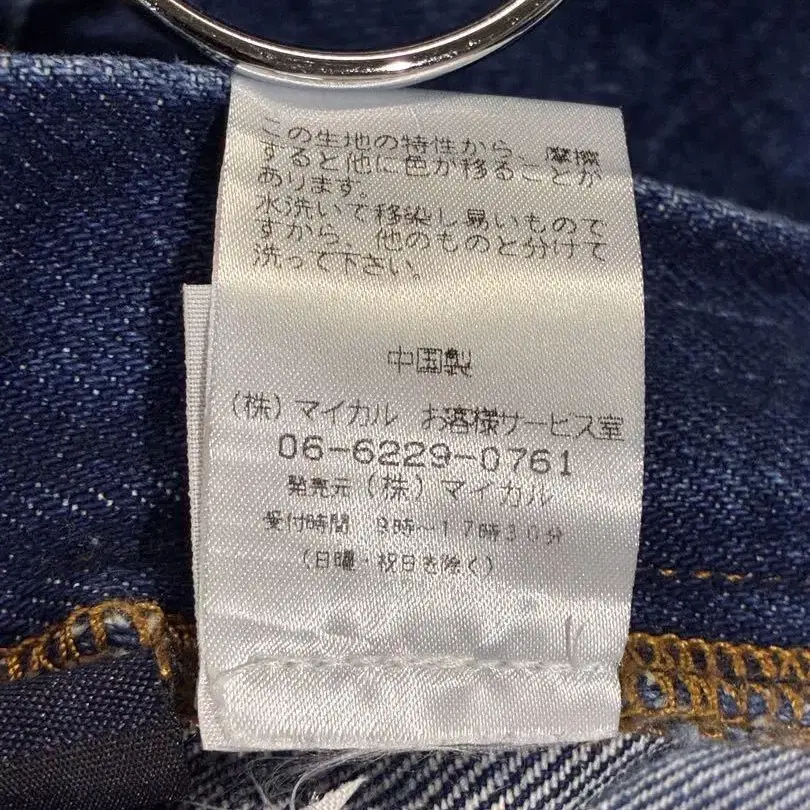 この生地の特性から、摩擦
すると他に色が移ることが
あります。
水洗いで移染し易いもので
すから、他のものと分けて
洗って下さい。
中国製
(株)マイカル お客様サービス室
06-6229-0761
発売元(株)マイカル
受付時間 9時〜17時30分
(日曜・祝日を除く)